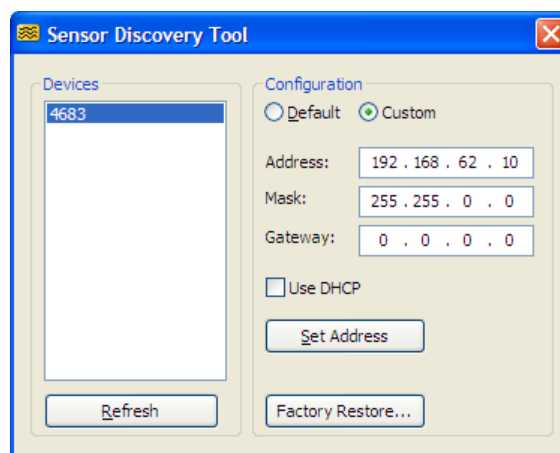 Sensor Discovery Tool
Devices
4683
Refresh
Configuration
Default Custom
Address: 192 . 168 . 62 . 10
Mask: 255 . 255 . 0 . 0
Gateway: 0 . 0 . 0 . 0
Use DHCP
Set Address
Factory Restore...